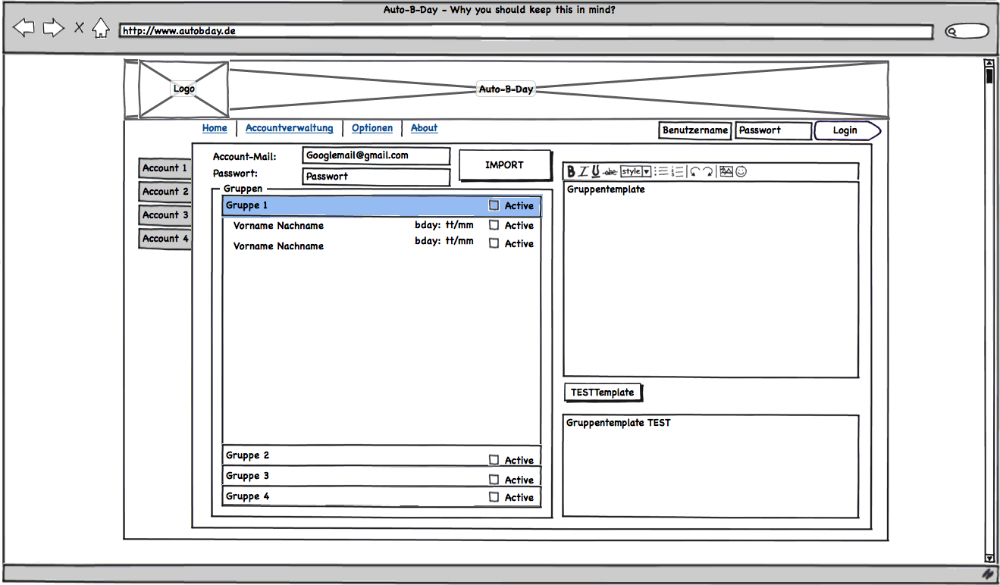 Auto-B-Day - Why you should keep this in mind?
http://www.autobday.de
Logo
Auto-B-Day
Home
Accountverwaltung
Optionen
About
Benutzername
Passwort
Login
Account 1
Account 2
Account 3
Account 4
Account-Mail:
Googlemail@gmail.com
Passwort:
Passwort
IMPORT
Gruppen
Gruppe 1
Active
Vorname Nachname
bday: tt/mm
Active
Vorname Nachname
bday: tt/mm
Active
Gruppe 2
Active
Gruppe 3
Active
Gruppe 4
Active
B I U abc style
Gruppentemplate
TESTTemplate
Gruppentemplate TEST